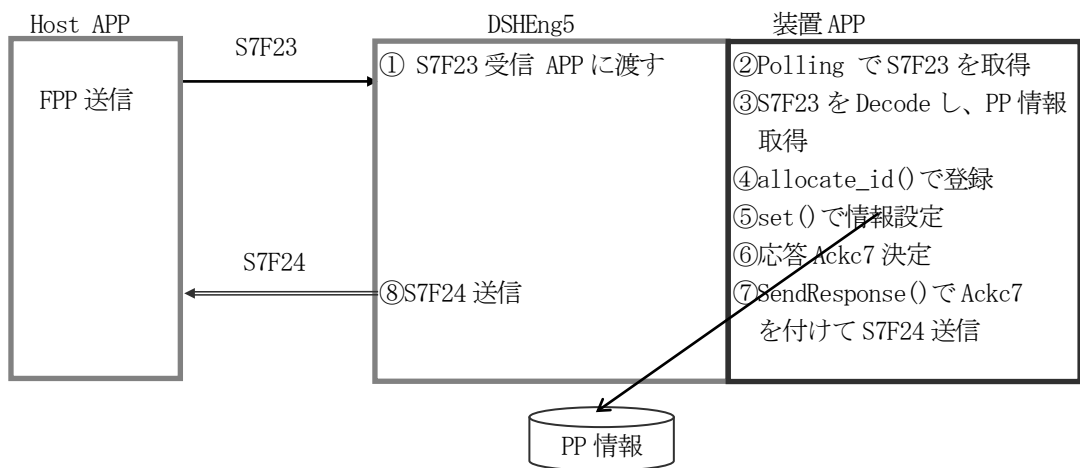 Host APP
DSHEng5
装置 APP
S7F23
FPP 送信
① S7F23 受信 APP に渡す
②Polling で S7F23 を取得
③S7F23 を Decode し、PP 情報
取得
④allocate_id()で登録
⑤set()で情報設定
⑥応答 Ackc7 決定
⑦SendResponse()で Ackc7
を付けて S7F24 送信
S7F24
⑧S7F24 送信
PP 情報